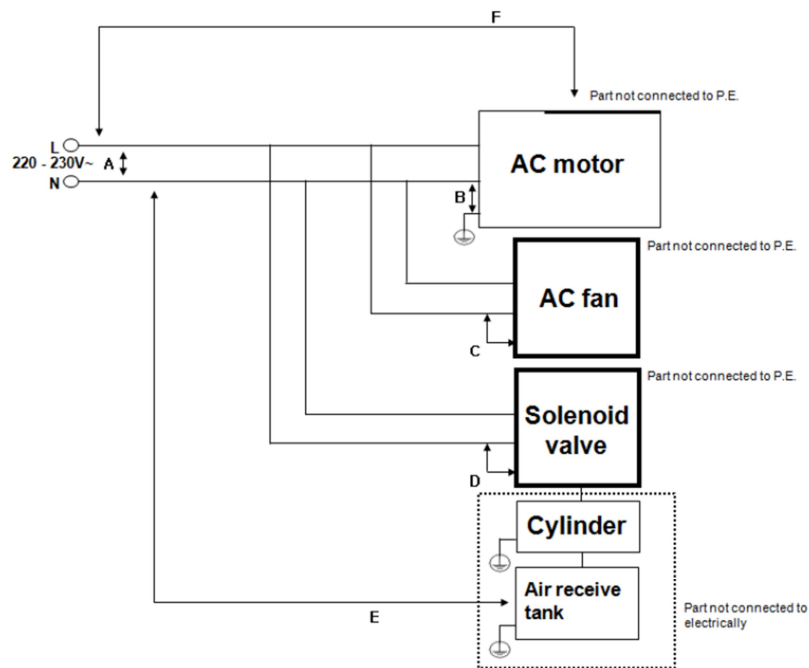 F
Part not connected to P.E.
L
220 - 230V~ A
N
AC motor
B
Part not connected to P.E.
AC fan
C
Part not connected to P.E.
Solenoid
valve
D
Cylinder
Air receive
tank
E
Part not connected to
electrically